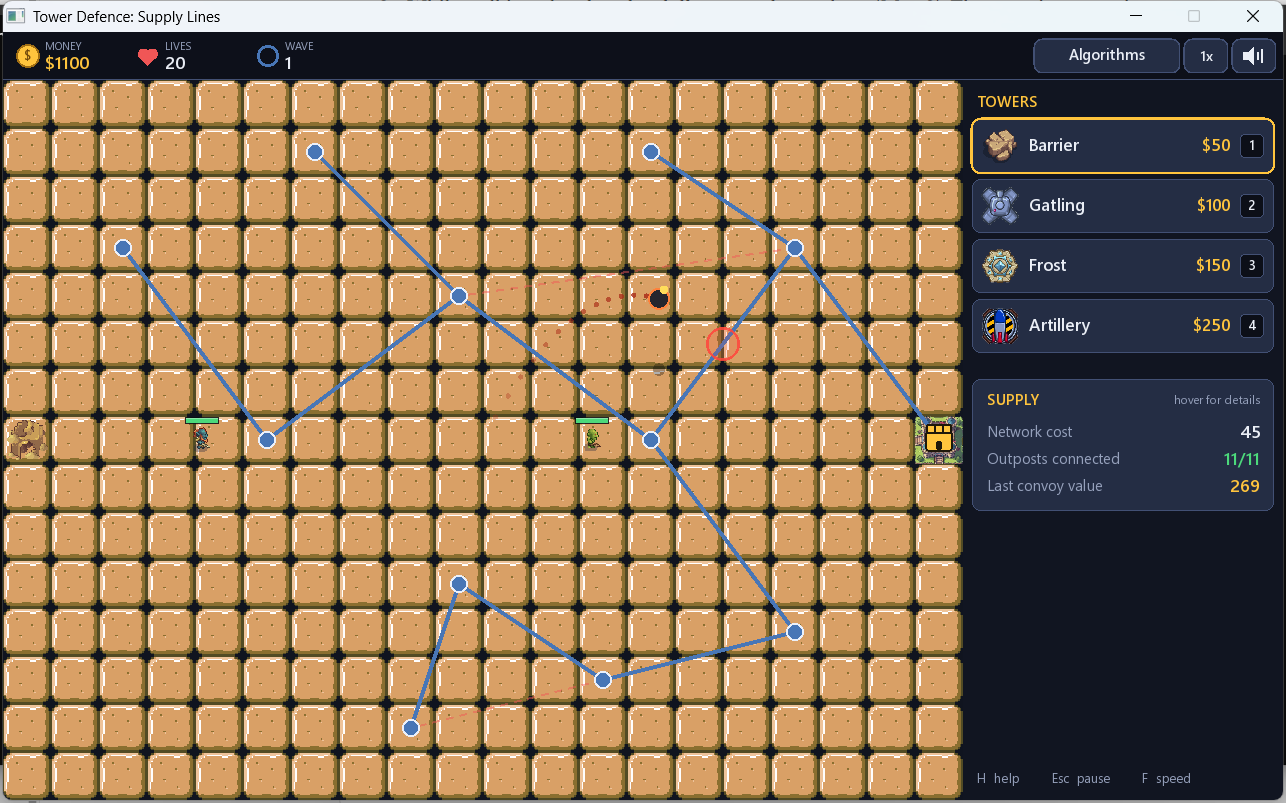 Tower Defence: Supply Lines
MONEY
$1100
LIVES
20
WAVE
1
Algorithms
1x
TOWERS
Barrier $50 1
Gatling $100 2
Frost $150 3
Artillery $250 4
SUPPLY hover for details
Network cost 45
Outposts connected 11/11
Last convoy value 269
H help Esc pause F speed